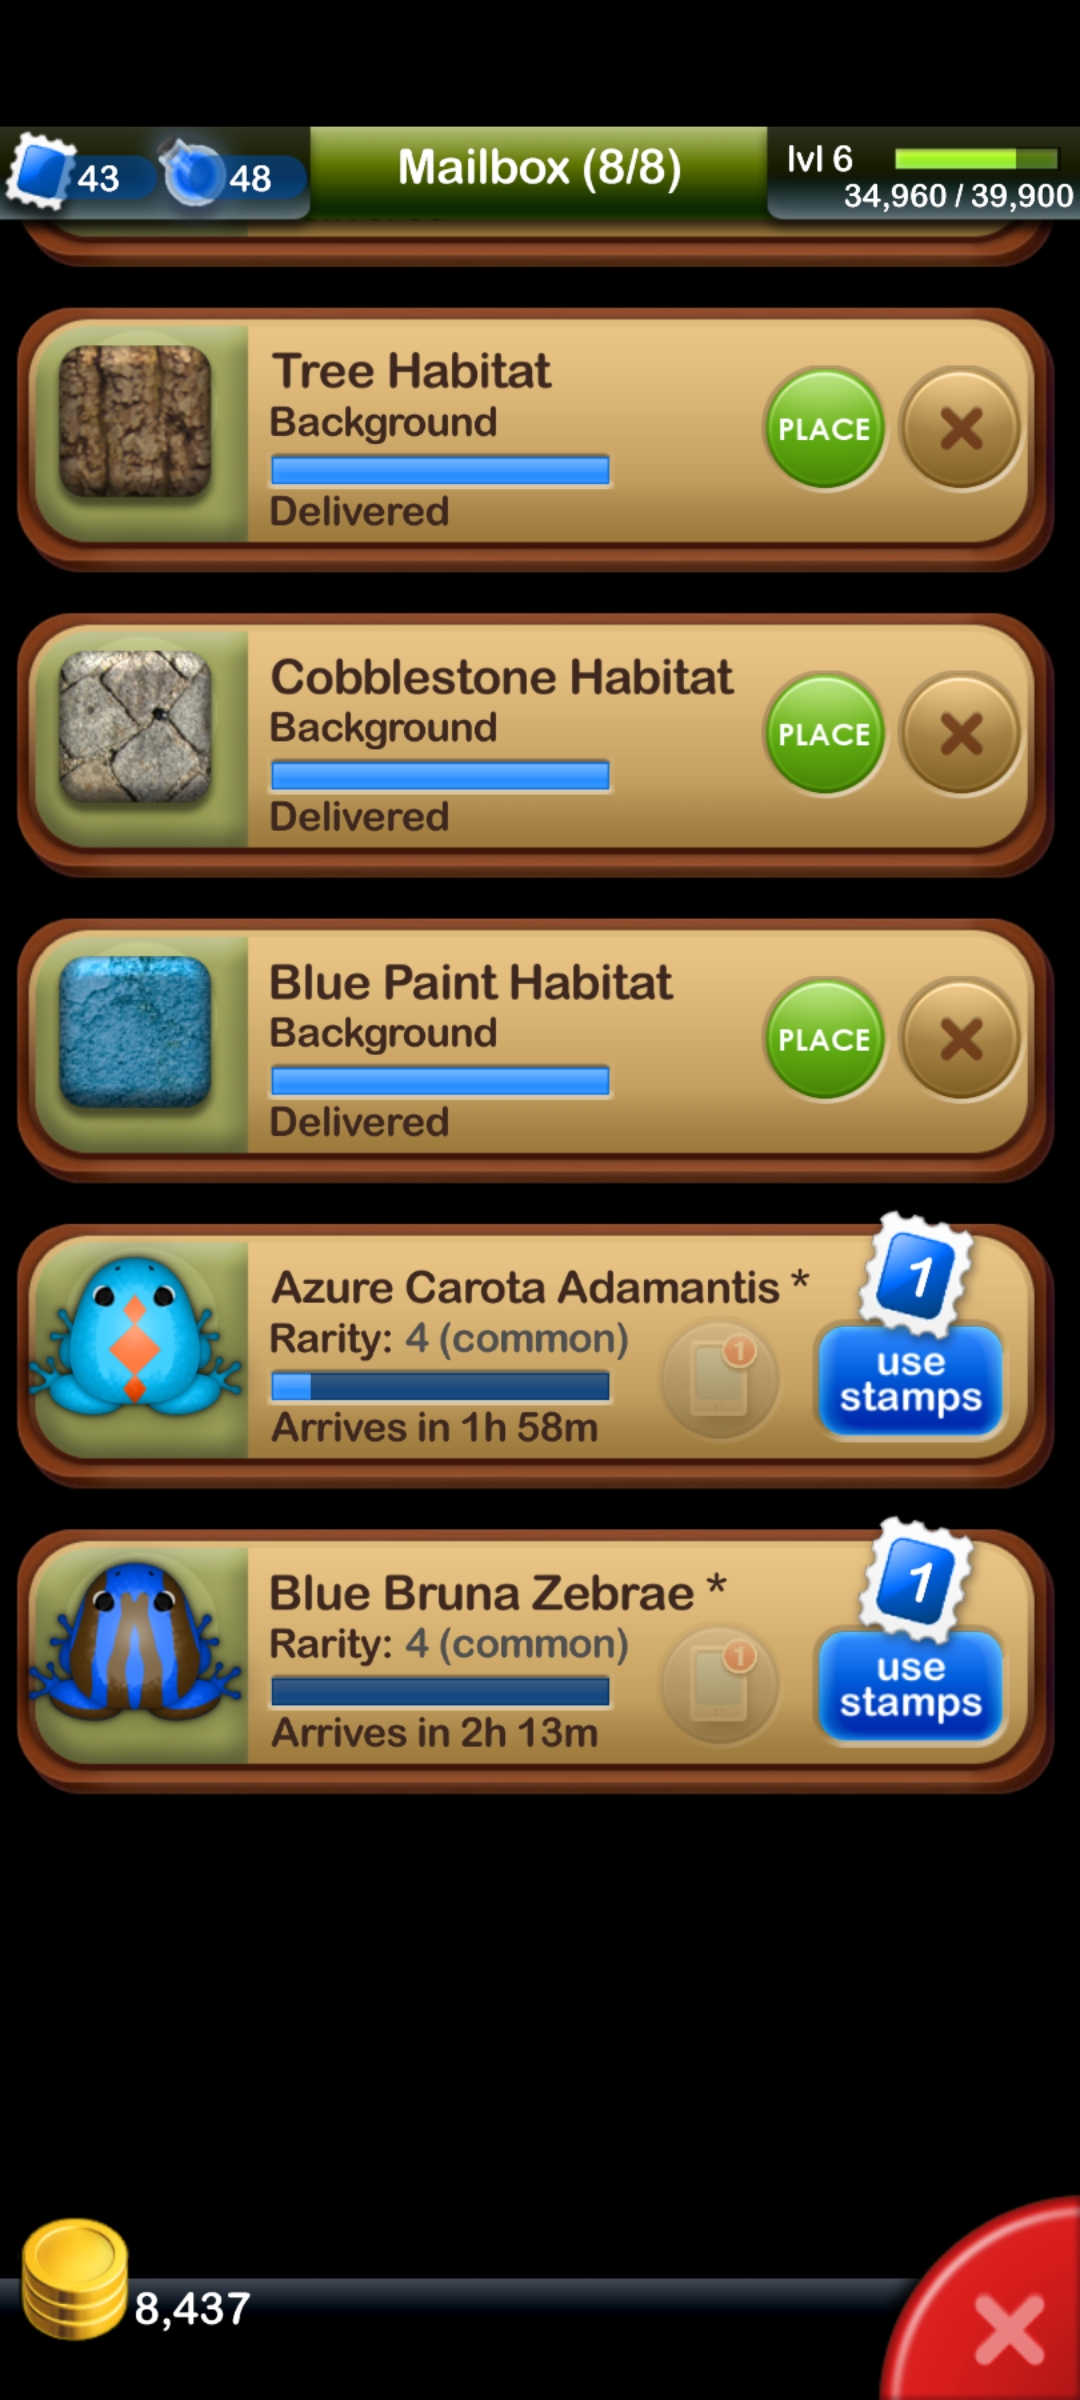 43
48
Mailbox (8/8)
lvl 6
34,960 / 39,900
Tree Habitat
Background
Delivered
PLACE
Cobblestone Habitat
Background
Delivered
PLACE
Blue Paint Habitat
Background
Delivered
PLACE
Azure Carota Adamantis *
Rarity: 4 (common)
Arrives in 1h 58m
1
1
use
stamps
Blue Bruna Zebrae *
Rarity: 4 (common)
Arrives in 2h 13m
1
1
use
stamps
8,437